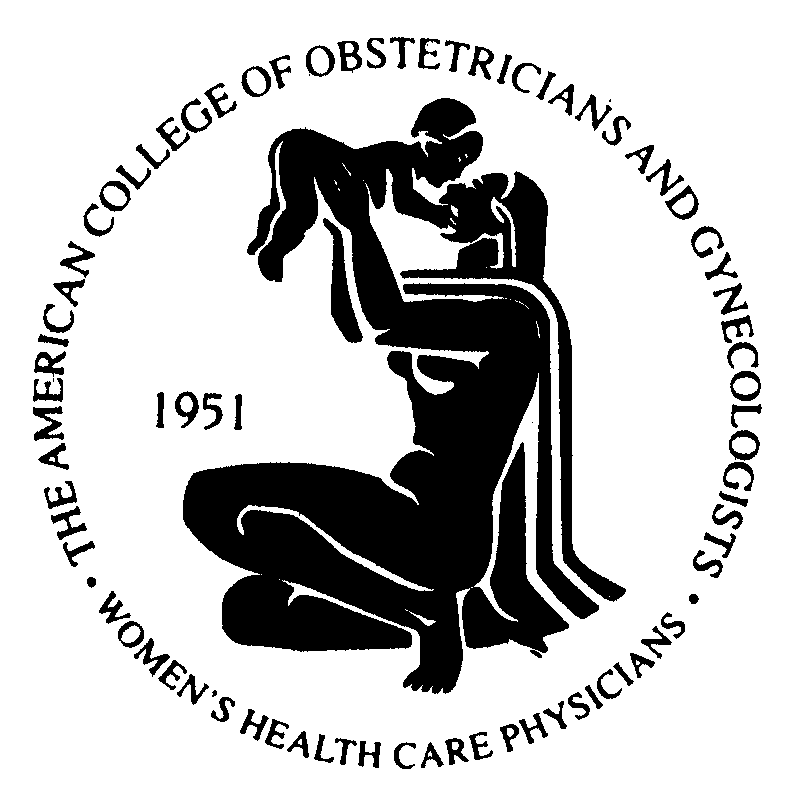 THE AMERICAN COLLEGE OF OBSTETRICIANS AND GYNECOLOGISTS
1951
• WOMEN'S HEALTH CARE PHYSICIANS •